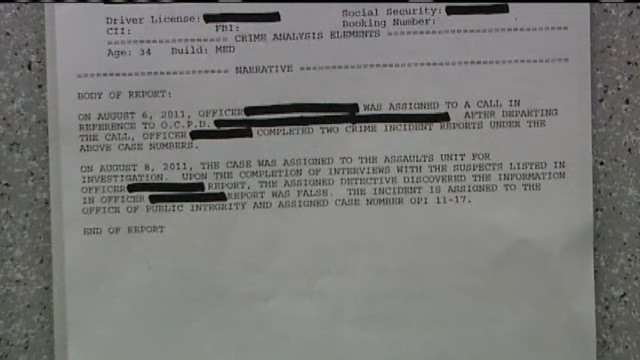 Driver License: Social Security:
CII: FBI: Booking Number:
==================== CRIME ANALYSIS ELEMENTS ====================
Age: 34 Build: MED
======================= NARRATIVE =======================
BODY OF REPORT:
ON AUGUST 6, 2011, OFFICER WAS ASSIGNED TO A CALL IN
REFERENCE TO O.C.P.D. AFTER DEPARTING
THE CALL, OFFICER COMPLETED TWO CRIME INCIDENT REPORTS UNDER THE
ABOVE CASE NUMBERS.
ON AUGUST 8, 2011, THE CASE WAS ASSIGNED TO THE ASSAULTS UNIT FOR
INVESTIGATION. UPON THE COMPLETION OF INTERVIEWS WITH THE SUSPECTS LISTED IN
OFFICER REPORT, THE ASSIGNED DETECTIVE DISCOVERED THE INFORMATION
IN OFFICER REPORT WAS FALSE. THE INCIDENT IS ASSIGNED TO THE
OFFICE OF PUBLIC INTEGRITY AND ASSIGNED CASE NUMBER OPI 11-17.
END OF REPORT